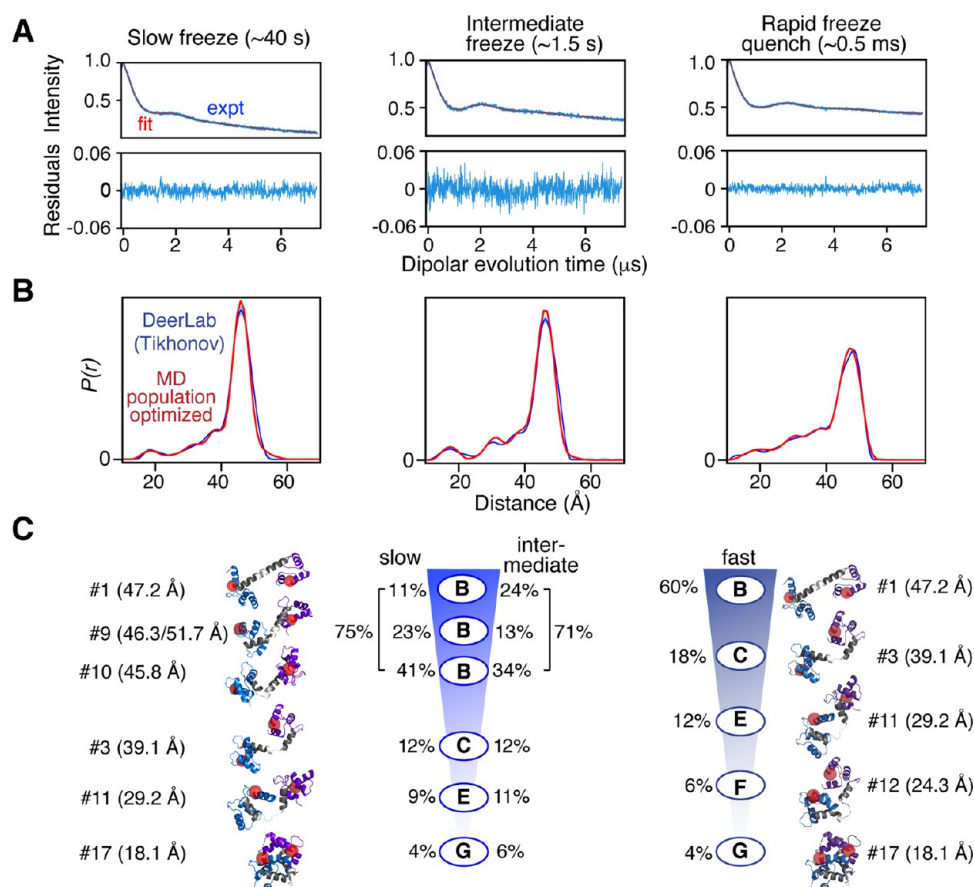 A
Slow freeze (~40 s)
Intermediate
freeze (~1.5 s)
Rapid freeze
quench (~0.5 ms)
Intensity
1.0
0.5
fit
expt
1.0
0.5
1.0
0.5
Residuals
0.06
0
-0.06
0 2 4 6
0.06
0
-0.06
0 2 4 6
0.06
0
-0.06
0 2 4 6
Dipolar evolution time (μs)
B
P(r)
DeerLab
(Tikhonov)
MD
population
optimized
0
20 40 60
0
20 40 60
0
20 40 60
Distance (Å)
C
slow
inter-
mediate
fast
#1 (47.2 Å)
11% B 24%
#9 (46.3/51.7 Å)
75% 23% B 13% 71%
#10 (45.8 Å)
41% B 34%
#3 (39.1 Å)
12% C 12%
#11 (29.2 Å)
9% E 11%
#17 (18.1 Å)
4% G 6%
60% B #1 (47.2 Å)
18% C #3 (39.1 Å)
12% E #11 (29.2 Å)
6% F #12 (24.3 Å)
4% G #17 (18.1 Å)